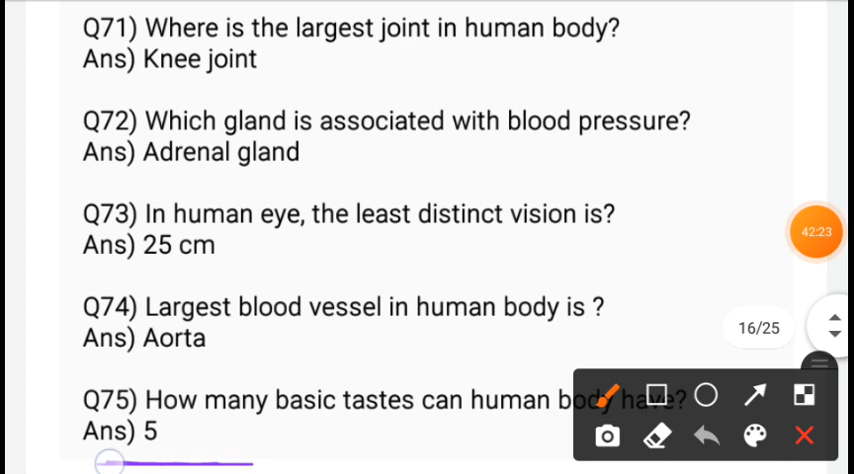 Q71) Where is the largest joint in human body?
Ans) Knee joint
Q72) Which gland is associated with blood pressure?
Ans) Adrenal gland
Q73) In human eye, the least distinct vision is?
Ans) 25 cm
42:23
Q74) Largest blood vessel in human body is ?
Ans) Aorta
16/25
Q75) How many basic tastes can human body have?
Ans) 5